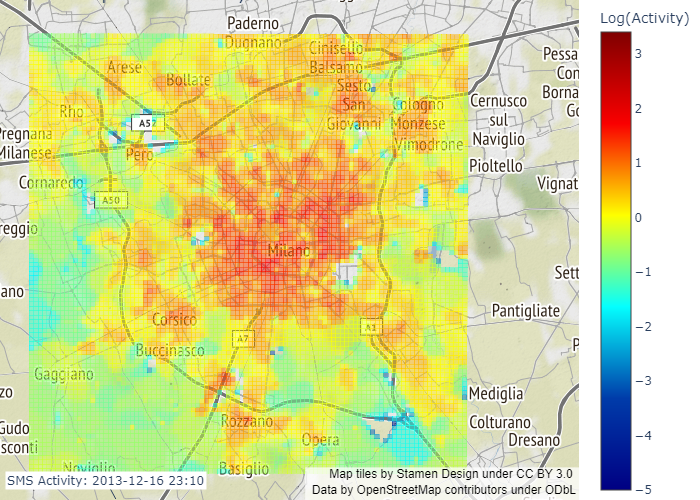 Paderno
Dugnano
Cinisello
Balsamo
Arese
Bollate
Sesto
San
Giovanni
Cologno
Monzese
Vimodrone
Rho
A52
Pero
Pregnana
Milanese
Cornaredo
A50
reggio
ano
Milano
Corsico
A7
A1
Buccinasco
Gaggiano
Rozzano
Opera
Basiglio
Noviglio
zo
Gudo
sconti
Pessa
Con
Borna
Go
Cernusco
sul
Naviglio
Pioltello
Vignat
Sett
Pantigliate
P
Mediglia
Colturano
Dresano
SMS Activity: 2013-12-16 23:10
Map tiles by Stamen Design under CC BY 3.0
Data by OpenStreetMap contributors under ODbL
Log(Activity)
3
2
1
0
−1
−2
−3
−4
−5